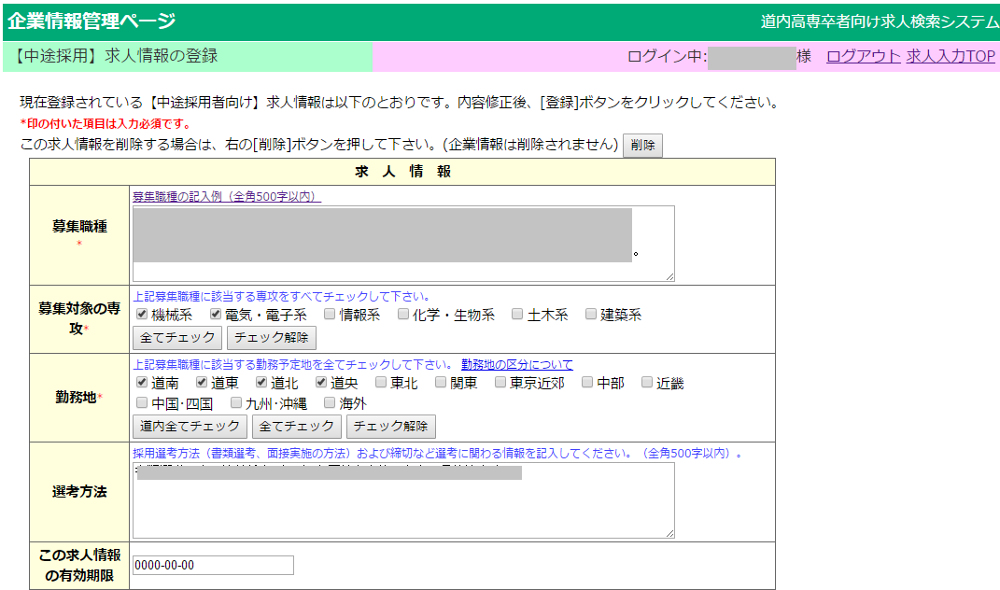 企業情報管理ページ
道内高専卒者向け求人検索システム
【中途採用】求人情報の登録
ログイン中: 様 ログアウト 求人入力TOP
現在登録されている【中途採用者向け】求人情報は以下のとおりです。内容修正後、[登録]ボタンをクリックしてください。
*印の付いた項目は入力必須です。
この求人情報を削除する場合は、右の[削除]ボタンを押して下さい。(企業情報は削除されません) 削除
求 人 情 報
募集職種
*
募集職種の記入例（全角500字以内）
。
募集対象の専
攻*
上記募集職種に該当する専攻をすべてチェックして下さい。
機械系 電気・電子系 情報系 化学・生物系 土木系 建築系
全てチェック チェック解除
勤務地*
上記募集職種に該当する勤務予定地を全てチェックして下さい。 勤務地の区分について
道南 道東 道北 道央 東北 関東 東京近郊 中部 近畿
中国･四国 九州･沖縄 海外
道内全てチェック 全てチェック チェック解除
選考方法
採用選考方法（書類選考、面接実施の方法）および締切など選考に関わる情報を記入してください。（全角500字以内）。
この求人情報
の有効期限
0000-00-00